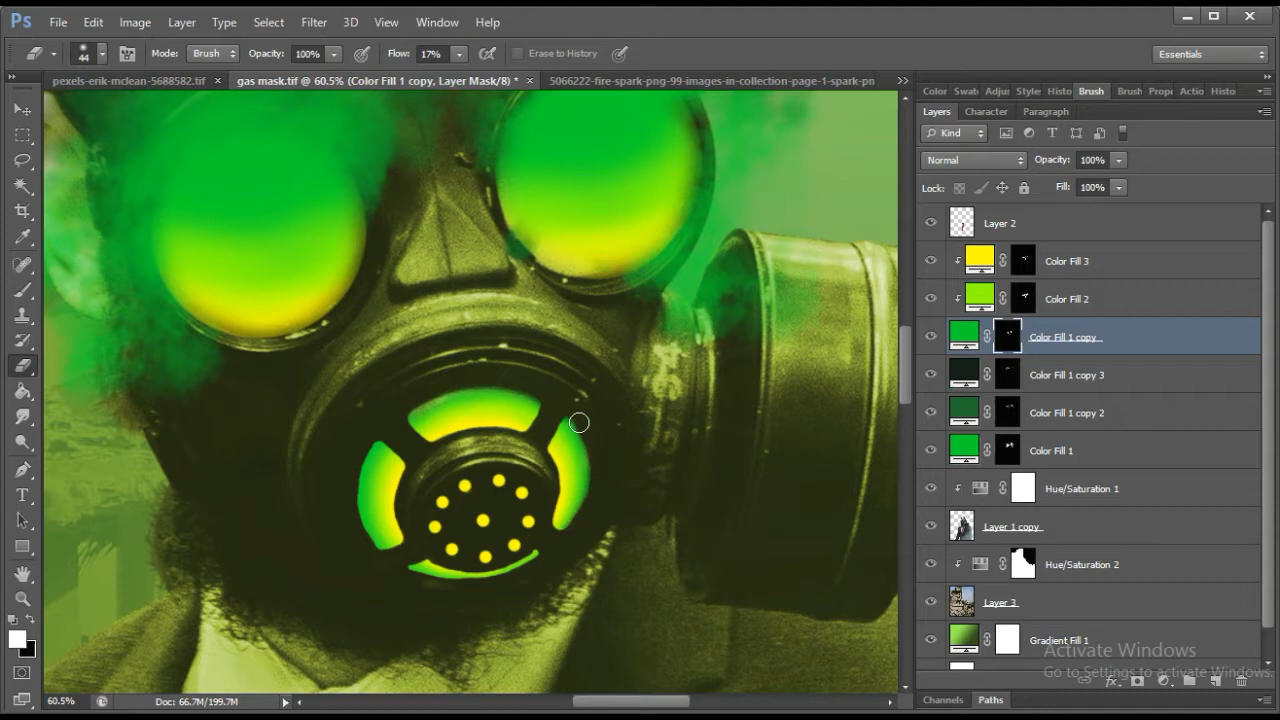 Ps File Edit Image Layer Type Select Filter 3D View Window Help
44 Mode: Brush Opacity: 100% Flow: 17% Erase to History Essentials
pexels-erik-mclean-5688582.tif × gas mask.tif @ 60.5% (Color Fill 1 copy, Layer Mask/8) * × 5066222-fire-spark-png-99-images-in-collection-page-1-spark-pn
Color Swat Adjus Style Histo Brush Brush Prope Actio Histo
Layers Character Paragraph
Kind
Normal Opacity: 100%
Lock: Fill: 100%
Layer 2
Color Fill 3
Color Fill 2
Color Fill 1 copy
Color Fill 1 copy 3
Color Fill 1 copy 2
Color Fill 1
Hue/Saturation 1
Layer 1 copy
Hue/Saturation 2
Layer 3
Gradient Fill 1
Activate Windows
Go to Settings to activate Windows.
fx
60.5% Doc: 66.7M/199.7M Channels Paths